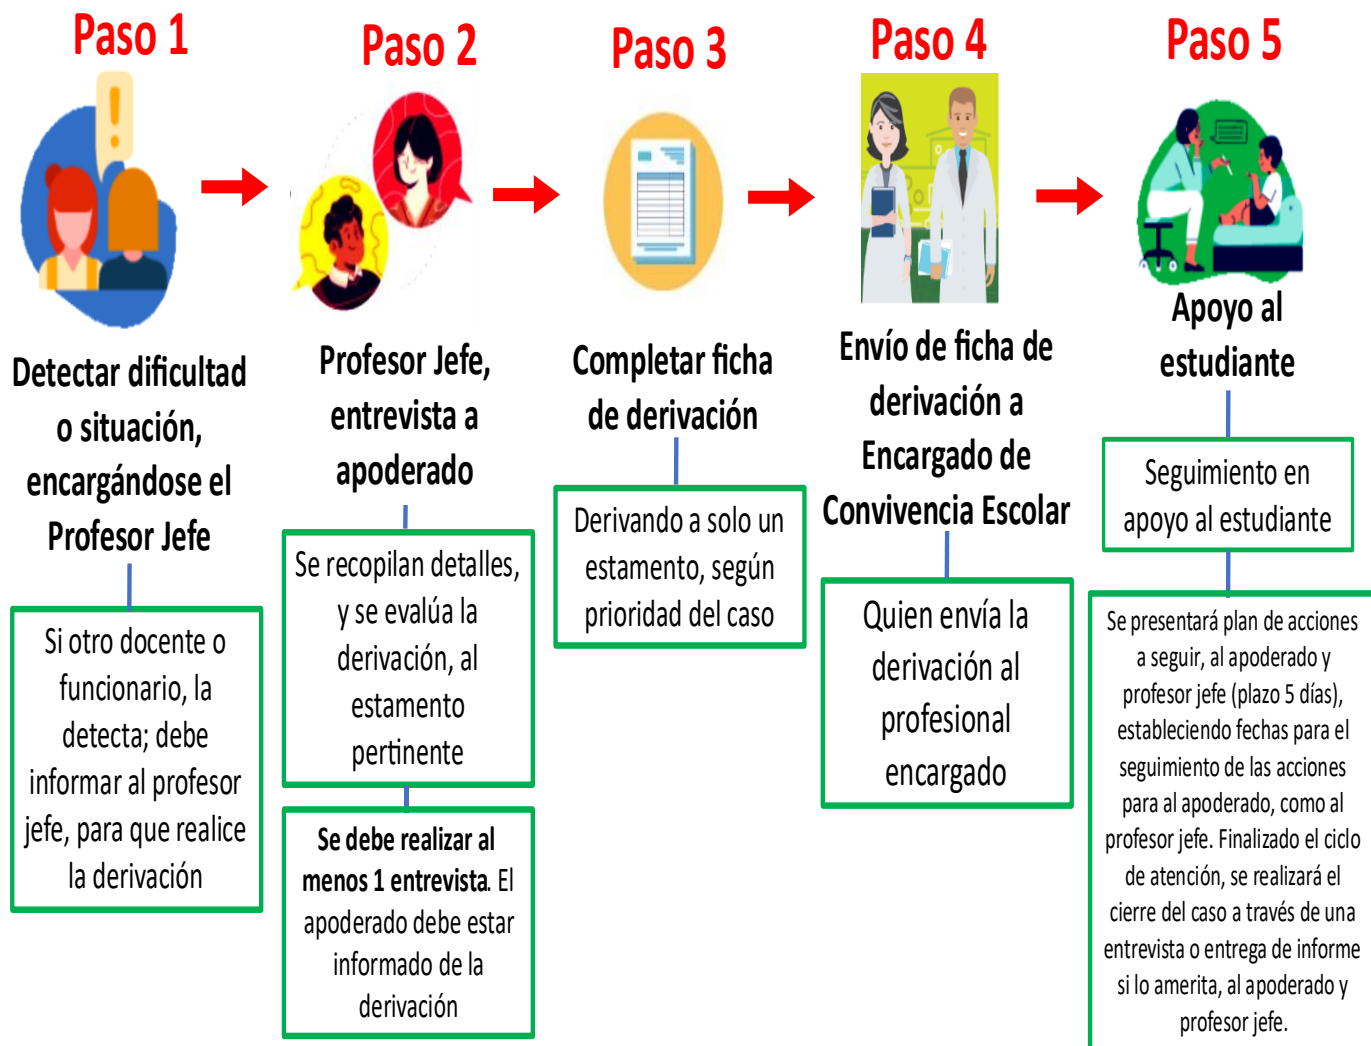 Paso 1
Detectar dificultad
o situación,
encargándose el
Profesor Jefe
Si otro docente o
funcionario, la
detecta; debe
informar al profesor
jefe, para que realice
la derivación
Paso 2
Profesor Jefe,
entrevista a
apoderado
Se recopilan detalles,
y se evalúa la
derivación, al
estamento
pertinente
Se debe realizar al
menos 1 entrevista. El
apoderado debe estar
informado de la
derivación
Paso 3
Completar ficha
de derivación
Derivando a solo un
estamento, según
prioridad del caso
Paso 4
Envío de ficha de
derivación a
Encargado de
Convivencia Escolar
Quien envía la
derivación al
profesional
encargado
Paso 5
Apoyo al
estudiante
Seguimiento en
apoyo al estudiante
Se presentará plan de acciones
a seguir, al apoderado y
profesor jefe (plazo 5 días),
estableciendo fechas para el
seguimiento de las acciones
para al apoderado, como al
profesor jefe. Finalizado el ciclo
de atención, se realizará el
cierre del caso a través de una
entrevista o entrega de informe
si lo amerita, al apoderado y
profesor jefe.